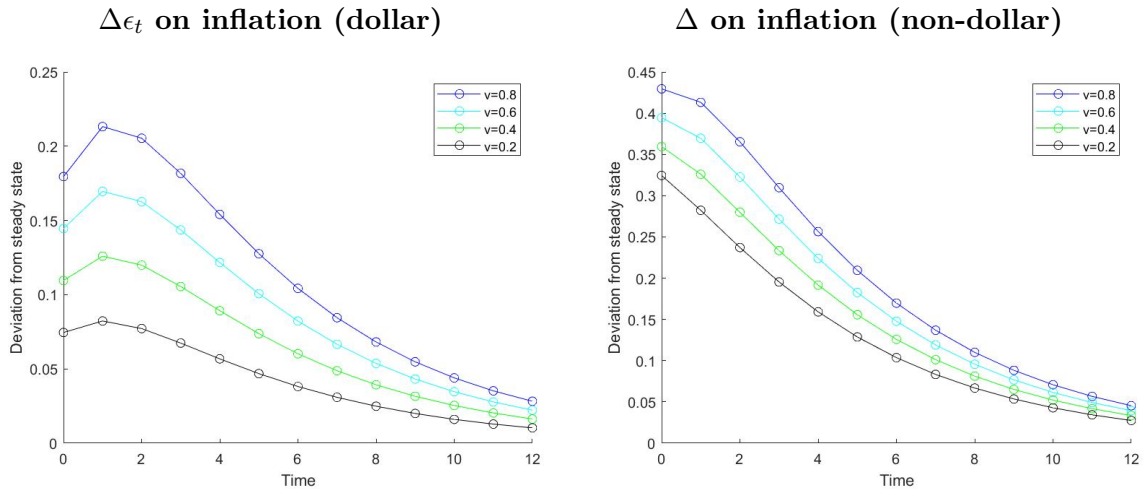 Δϵt on inflation (dollar)
0.25
0.2
0.15
0.1
0.05
0
Deviation from steady state
0 2 4 6 8 10 12
Time
v=0.8
v=0.6
v=0.4
v=0.2
Δ on inflation (non-dollar)
0.45
0.4
0.35
0.3
0.25
0.2
0.15
0.1
0.05
0
Deviation from steady state
0 2 4 6 8 10 12
Time
v=0.8
v=0.6
v=0.4
v=0.2